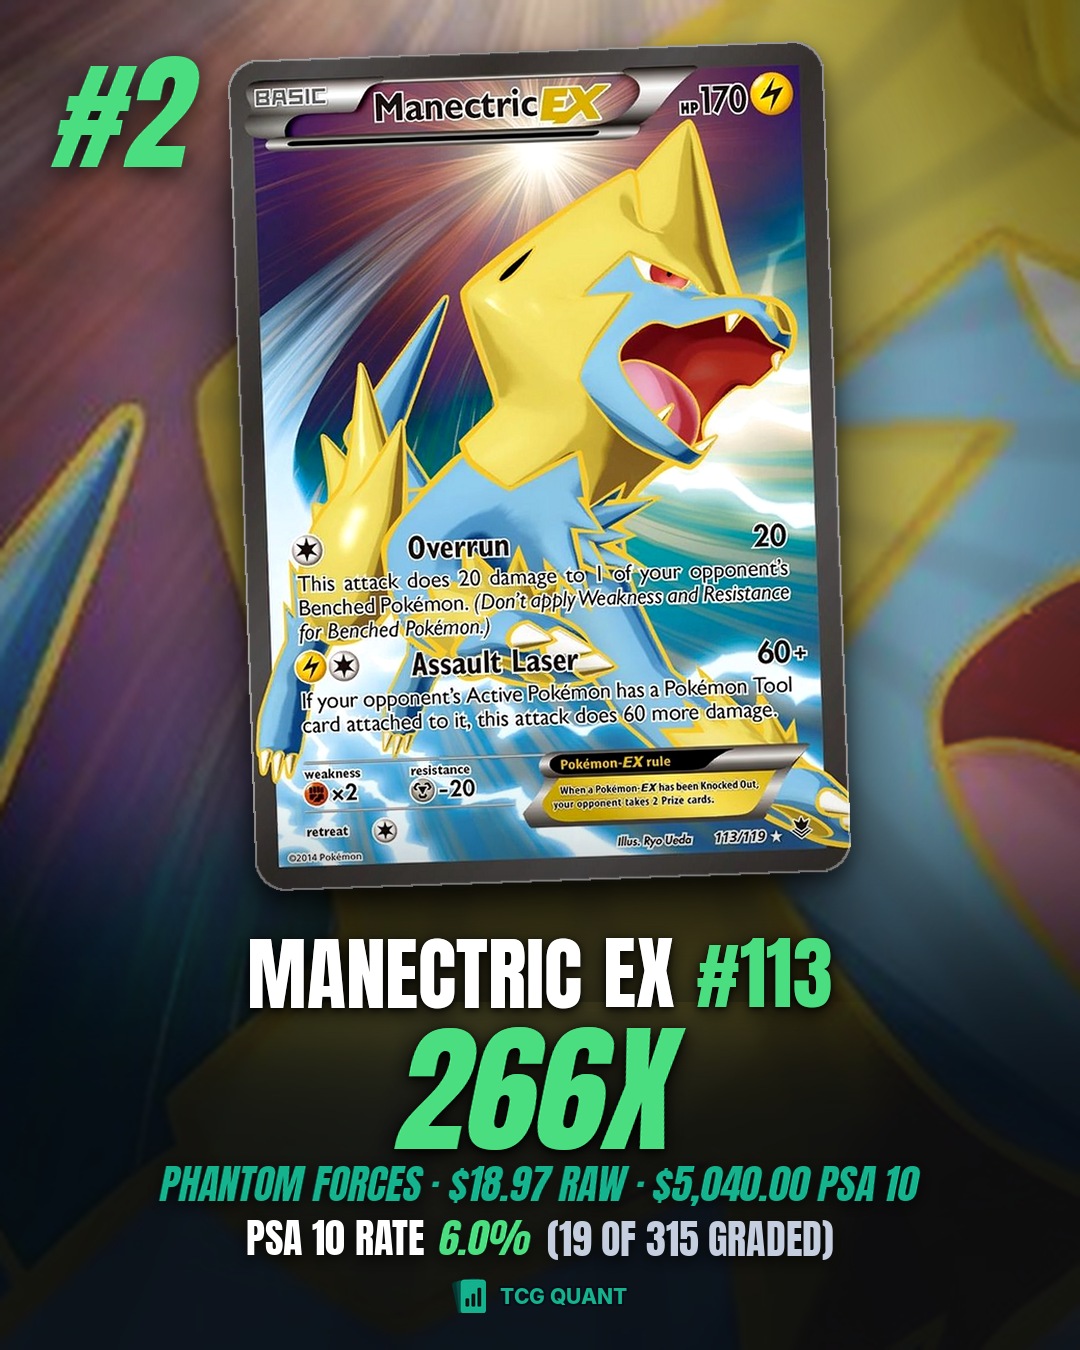 #2
BASIC
Manectric EX
HP 170
Overrun 20
This attack does 20 damage to 1 of your opponent's
Benched Pokémon. (Don't apply Weakness and Resistance
for Benched Pokémon.)
Assault Laser 60+
If your opponent's Active Pokémon has a Pokémon Tool
card attached to it, this attack does 60 more damage.
weakness
×2
resistance
-20
retreat
Pokémon-EX rule
When a Pokémon-EX has been Knocked Out,
your opponent takes 2 Prize cards.
Illus. Ryo Ueda 113/119 ★
©2014 Pokémon
MANECTRIC EX #113
266X
PHANTOM FORCES · $18.97 RAW · $5,040.00 PSA 10
PSA 10 RATE 6.0% (19 OF 315 GRADED)
TCG QUANT